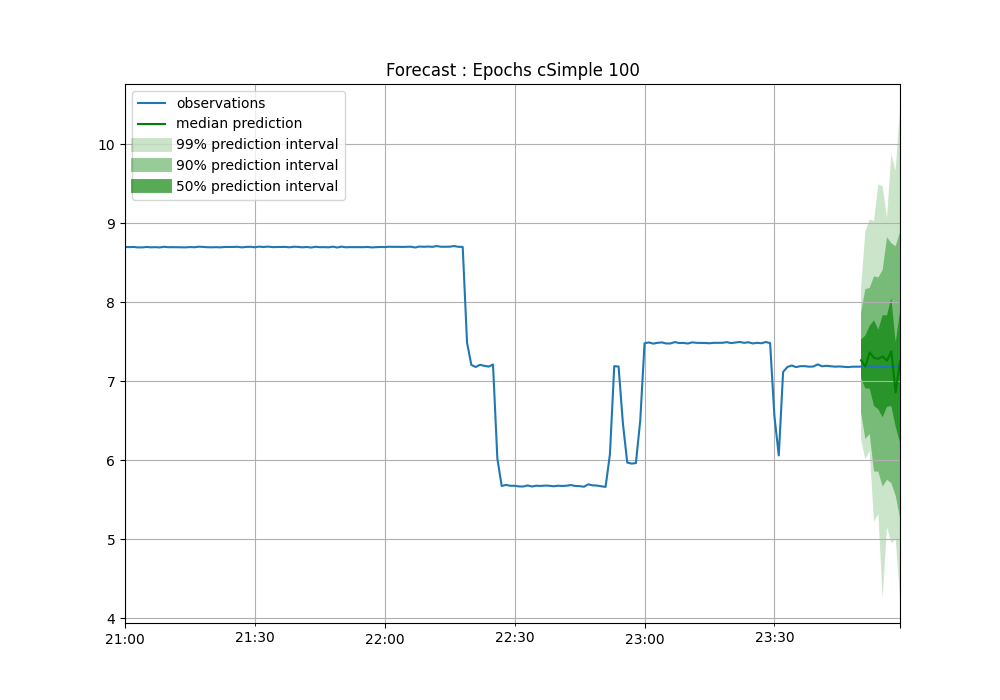 Forecast : Epochs cSimple 100
observations
median prediction
99% prediction interval
90% prediction interval
50% prediction interval
10
9
8
7
6
5
4
21:00 21:30 22:00 22:30 23:00 23:30